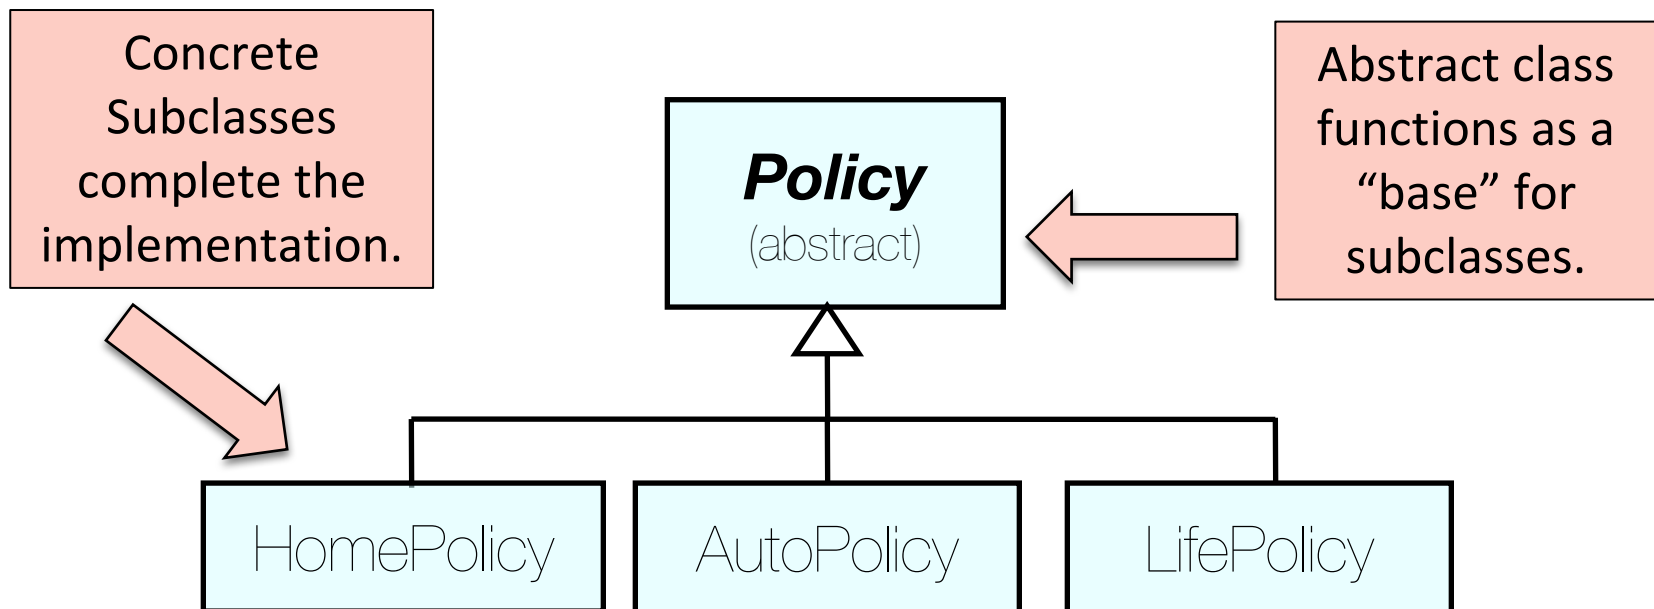 Concrete
Subclasses
complete the
implementation.
Abstract class
functions as a
“base” for
subclasses.
Policy
(abstract)
HomePolicy
AutoPolicy
LifePolicy